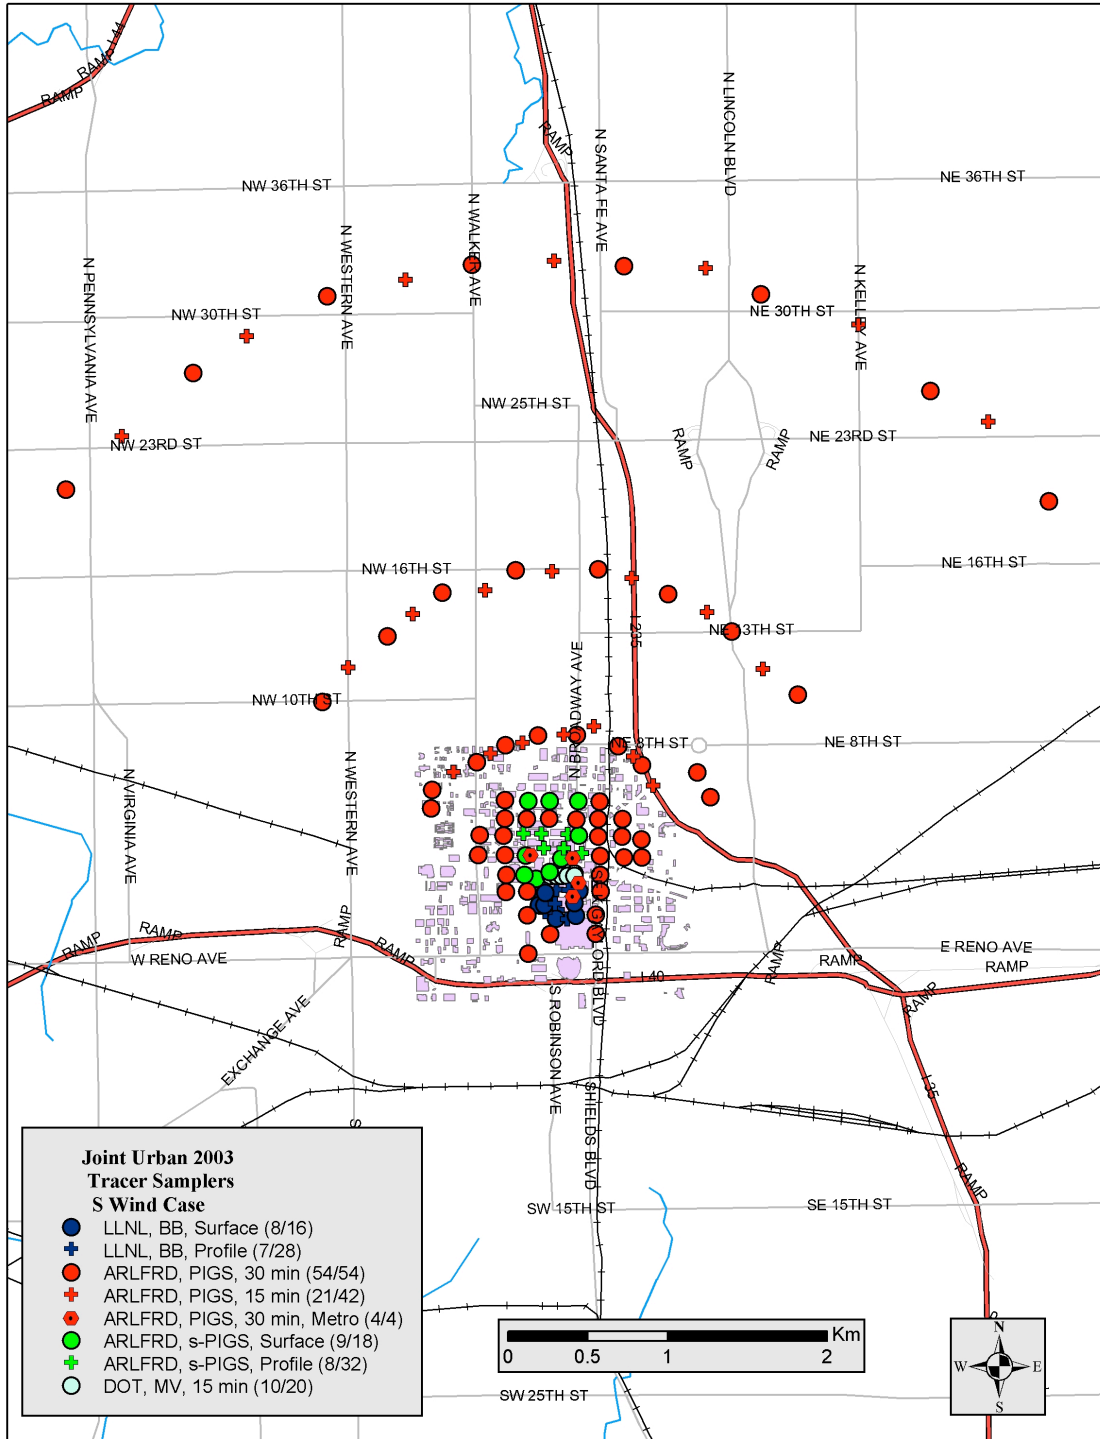 I 44
RAMP
RAMP
RAMP
N LINCOLN BLVD
N SANTA FE AVE
NW 36TH ST
NE 36TH ST
N WALKER AVE
N WESTERN AVE
N PENNSYLVANIA AVE
N KELLEY AVE
NW 30TH ST
NE 30TH ST
NW 25TH ST
NW 23RD ST
NE 23RD ST
RAMP
RAMP
NW 16TH ST
NE 16TH ST
I 235
NE 13TH ST
N BROADWAY AVE
NW 10TH ST
NE 8TH ST
NE 8TH ST
N VIRGINIA AVE
N WESTERN AVE
RAMP
RAMP
RAMP
RAMP
W RENO AVE
E RENO AVE
RAMP
RAMP
RAMP
RAMP
I 40
EXCHANGE AVE
S ROBINSON AVE
SHIELDS BLVD
I 35
RAMP
S
SW 15TH ST
SE 15TH ST
SW 25TH ST
S
Joint Urban 2003
Tracer Samplers
S Wind Case
LLNL, BB, Surface (8/16)
LLNL, BB, Profile (7/28)
ARLFRD, PIGS, 30 min (54/54)
ARLFRD, PIGS, 15 min (21/42)
ARLFRD, PIGS, 30 min, Metro (4/4)
ARLFRD, s-PIGS, Surface (9/18)
ARLFRD, s-PIGS, Profile (8/32)
DOT, MV, 15 min (10/20)
Km
0 0.5 1 2
N
W E
S